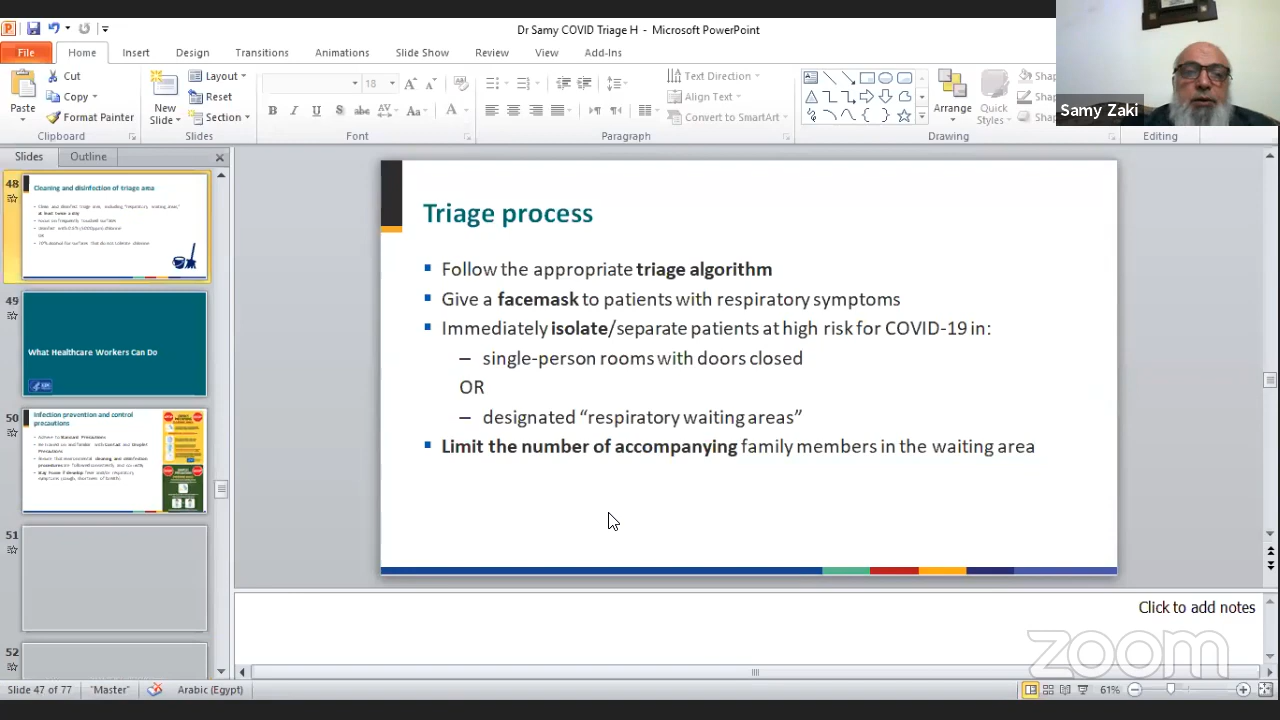 Dr Samy COVID Triage H - Microsoft PowerPoint
File Home Insert Design Transitions Animations Slide Show Review View Add-Ins
Paste
Cut
Copy
Format Painter
Clipboard
New
Slide
Layout
Reset
Section
Slides
18
Font
Text Direction
Align Text
Convert to SmartArt
Paragraph
Arrange
Quick
Styles
Drawing
Editing
Samy Zaki
Slides Outline
48
Cleaning and disinfection of triage area
49
What Healthcare Workers Can Do
50
Infection prevention and control
precautions
51
52
Triage process
Follow the appropriate triage algorithm
Give a facemask to patients with respiratory symptoms
Immediately isolate/separate patients at high risk for COVID-19 in:
– single-person rooms with doors closed
OR
– designated “respiratory waiting areas”
Limit the number of accompanying family members in the waiting area
Click to add notes
zoom
Slide 47 of 77 "Master" Arabic (Egypt) 61%